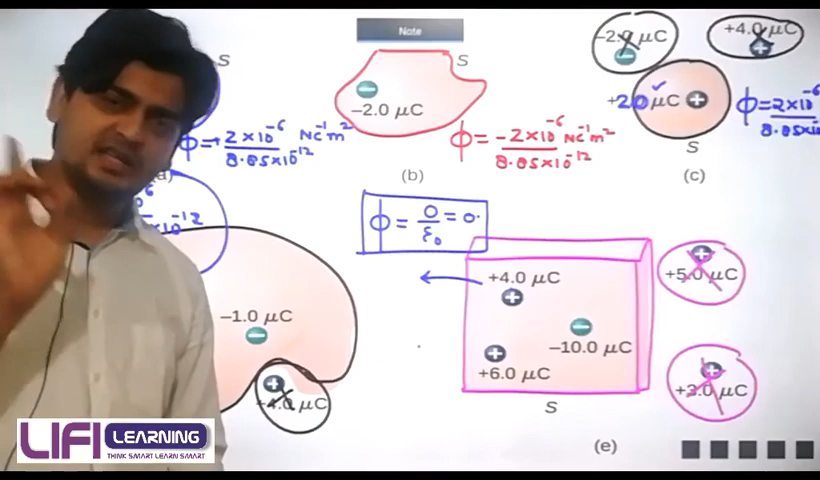 Note
S
ϕ = +2×10⁻⁶ NC⁻¹m²
8.85×10⁻¹²
S
−2.0 μC
ϕ = −2×10⁻⁶ NC⁻¹m²
8.85×10⁻¹²
(b)
−2.0 μC
+4.0 μC
+2.0 μC
S
ϕ = 2×10⁻⁶
8.85×10
(c)
ϕ = 0/ε₀ = 0.
−1.0 μC
+4.0 μC
+4.0 μC
−10.0 μC
+6.0 μC
S
+5.0 μC
+3.0 μC
(e)
LIFI LEARNING
THINK SMART LEARN SMART